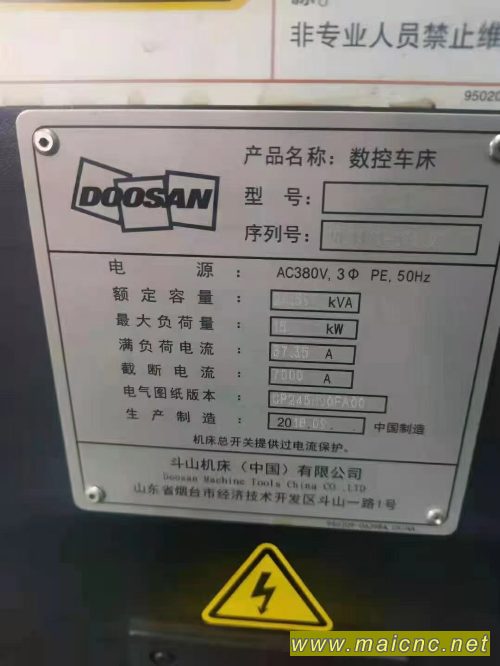 非专业人员禁止维
95020
DOOSAN
产品名称：数控车床
型 号：
序列号：
电 源： AC380V, 3Φ PE, 50Hz
额定容量： kVA
最大负荷量： kW
满负荷电流： 37.35 A
截断电流： 7500 A
电气图纸版本：
生产制造： 2018.09. 中国制造
机床总开关提供过电流保护。
斗山机床（中国）有限公司
Doosan Machine Tools China CO.,LTD
山东省烟台市经济技术开发区斗山一路1号
www.maicnc.net